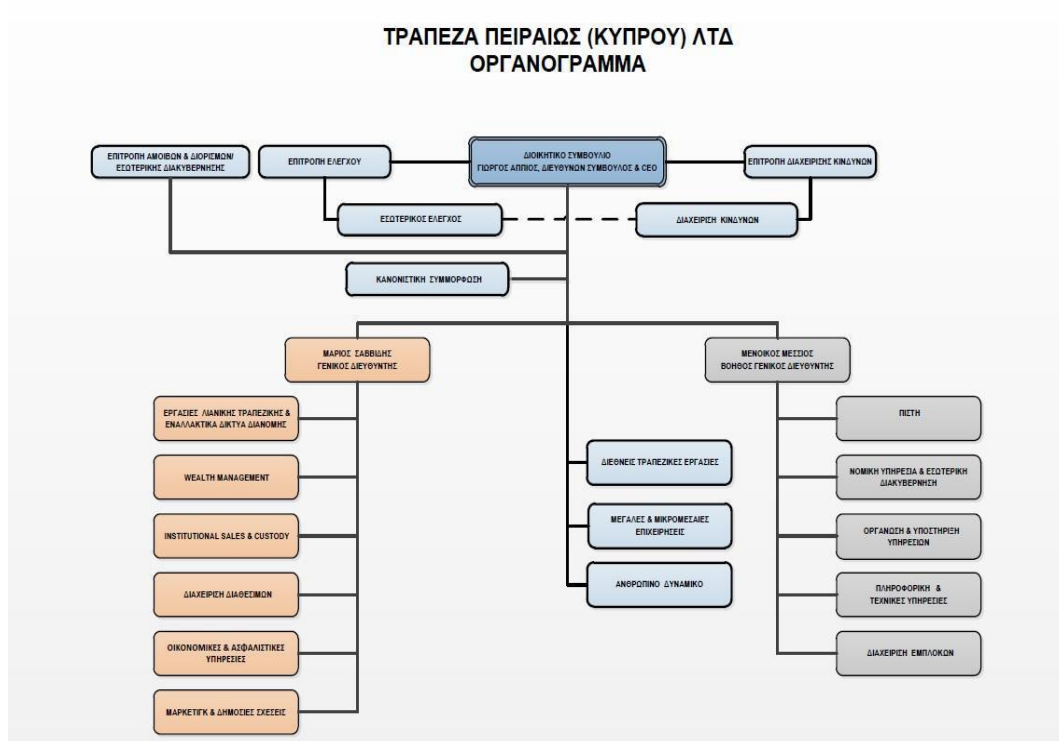 ΤΡΑΠΕΖΑ ΠΕΙΡΑΙΩΣ (ΚΥΠΡΟΥ) ΛΤΔ
ΟΡΓΑΝΟΓΡΑΜΜΑ
ΕΠΙΤΡΟΠΗ ΑΜΟΙΒΩΝ & ΔΙΟΡΙΣΜΩΝ/
ΕΣΩΤΕΡΙΚΗΣ ΔΙΑΚΥΒΕΡΝΗΣΗΣ
ΕΠΙΤΡΟΠΗ ΕΛΕΓΧΟΥ
ΔΙΟΙΚΗΤΙΚΟ ΣΥΜΒΟΥΛΙΟ
ΓΙΩΡΓΟΣ ΑΠΠΙΟΣ, ΔΙΕΥΘΥΝΩΝ ΣΥΜΒΟΥΛΟΣ & CEO
ΕΠΙΤΡΟΠΗ ΔΙΑΧΕΙΡΙΣΗΣ ΚΙΝΔΥΝΩΝ
ΕΣΩΤΕΡΙΚΟΣ ΕΛΕΓΧΟΣ
ΔΙΑΧΕΙΡΙΣΗ ΚΙΝΔΥΝΩΝ
ΚΑΝΟΝΙΣΤΙΚΗ ΣΥΜΜΟΡΦΩΣΗ
ΜΑΡΙΟΣ ΣΑΒΒΙΔΗΣ
ΓΕΝΙΚΟΣ ΔΙΕΥΘΥΝΤΗΣ
ΕΡΓΑΣΙΕΣ ΛΙΑΝΙΚΗΣ ΤΡΑΠΕΖΙΚΗΣ &
ΕΝΑΛΛΑΚΤΙΚΑ ΔΙΚΤΥΑ ΔΙΑΝΟΜΗΣ
WEALTH MANAGEMENT
INSTITUTIONAL SALES & CUSTODY
ΔΙΑΧΕΙΡΙΣΗ ΔΙΑΘΕΣΙΜΩΝ
ΟΙΚΟΝΟΜΙΚΕΣ & ΑΣΦΑΛΙΣΤΙΚΕΣ
ΥΠΗΡΕΣΙΕΣ
ΜΑΡΚΕΤΙΓΚ & ΔΗΜΟΣΙΕΣ ΣΧΕΣΕΙΣ
ΔΙΕΘΝΕΙΣ ΤΡΑΠΕΖΙΚΕΣ ΕΡΓΑΣΙΕΣ
ΜΕΓΑΛΕΣ & ΜΙΚΡΟΜΕΣΑΙΕΣ
ΕΠΙΧΕΙΡΗΣΕΙΣ
ΑΝΘΡΩΠΙΝΟ ΔΥΝΑΜΙΚΟ
ΜΕΝΟΙΚΟΣ ΜΕΣΣΙΟΣ
ΒΟΗΘΟΣ ΓΕΝΙΚΟΣ ΔΙΕΥΘΥΝΤΗΣ
ΠΙΣΤΗ
ΝΟΜΙΚΗ ΥΠΗΡΕΣΙΑ & ΕΣΩΤΕΡΙΚΗ
ΔΙΑΚΥΒΕΡΝΗΣΗ
ΟΡΓΑΝΩΣΗ & ΥΠΟΣΤΗΡΙΞΗ
ΥΠΗΡΕΣΙΩΝ
ΠΛΗΡΟΦΟΡΙΚΗ &
ΤΕΧΝΙΚΕΣ ΥΠΗΡΕΣΙΕΣ
ΔΙΑΧΕΙΡΙΣΗ ΕΜΠΛΟΚΩΝ